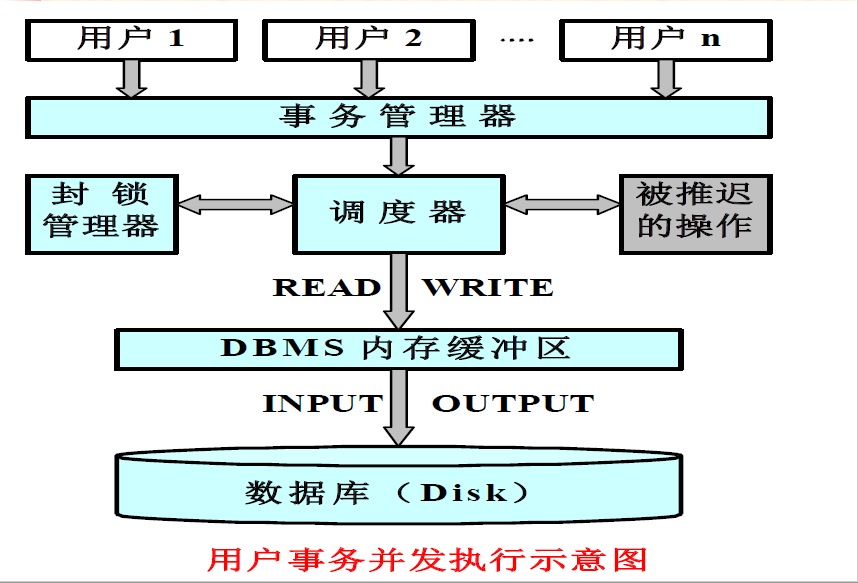 用户 1
用户 2
····
用户 n
事务管理器
封 锁
管理器
调度器
被推迟
的操作
READ WRITE
DBMS 内存缓冲区
INPUT OUTPUT
数据库（Disk）
用户事务并发执行示意图